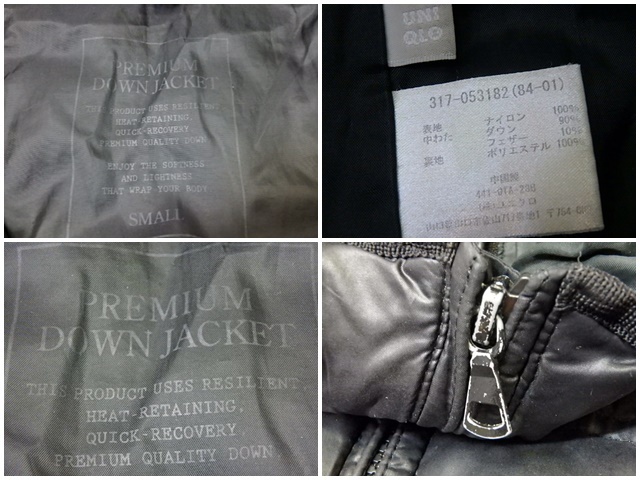 PREMIUM
DOWN JACKET
THIS PRODUCT USES RESILIENT,
HEAT-RETAINING,
QUICK-RECOVERY
PREMIUM QUALITY DOWN
ENJOY THE SOFTNESS
AND LIGHTNESS
THAT WRAP YOUR BODY
SMALL
UNI
QLO
317-053182(84-01)
表地 ナイロン 100%
中わた ダウン 90%
フェザー 10%
裏地 ポリエステル 100%
中国製
PREMIUM
DOWN JACKET
THIS PRODUCT USES RESILIENT,
HEAT-RETAINING,
QUICK-RECOVERY
PREMIUM QUALITY DOWN